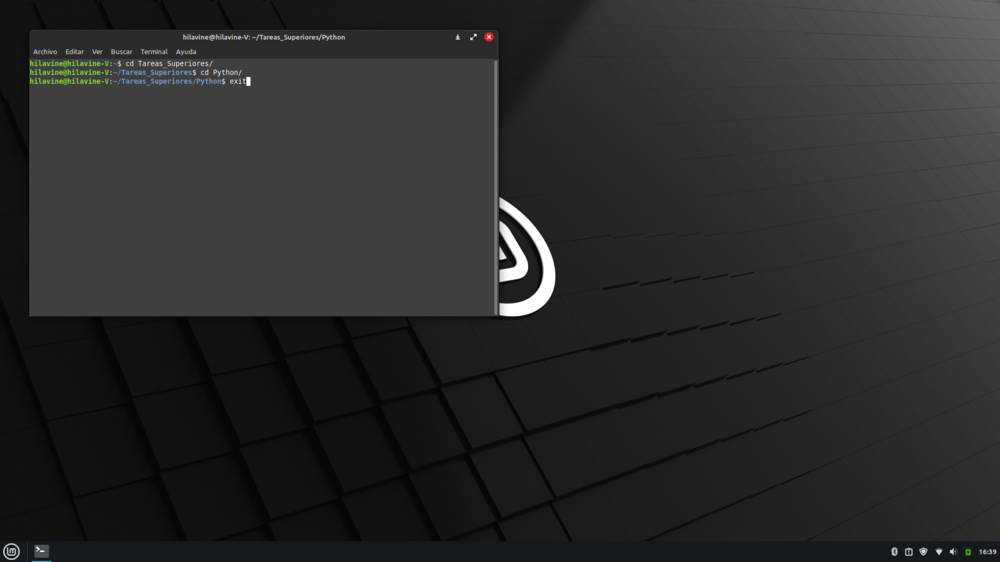 hilavine@hilavine-V: ~/Tareas_Superiores/Python
Archivo Editar Ver Buscar Terminal Ayuda
hilavine@hilavine-V:~$ cd Tareas_Superiores/
hilavine@hilavine-V:~/Tareas_Superiores$ cd Python/
hilavine@hilavine-V:~/Tareas_Superiores/Python$ exit
16:39